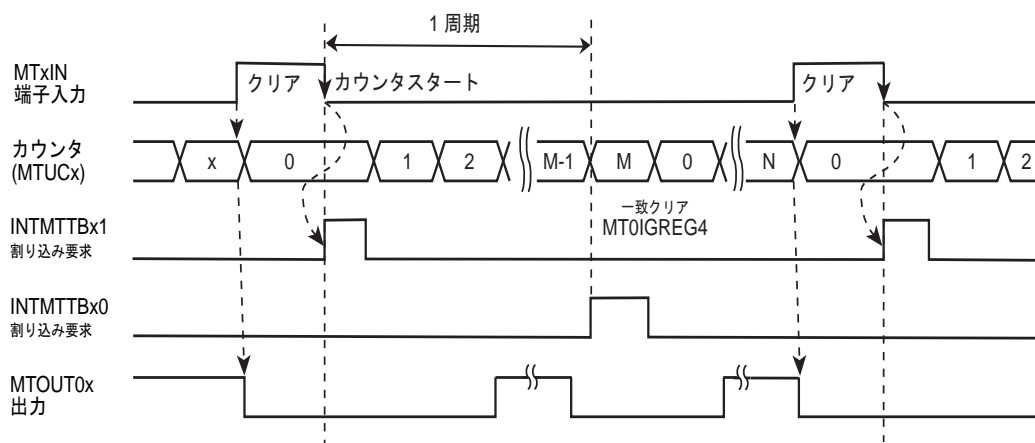 1 周期
MTxIN
端子入力
クリア
カウンタスタート
クリア
カウンタ
(MTUCx)
x 0 1 2 M-1 M 0 N 0 1 2
一致クリア
MT0IGREG4
INTMTTBx1
割り込み要求
INTMTTBx0
割り込み要求
MTOUT0x
出力